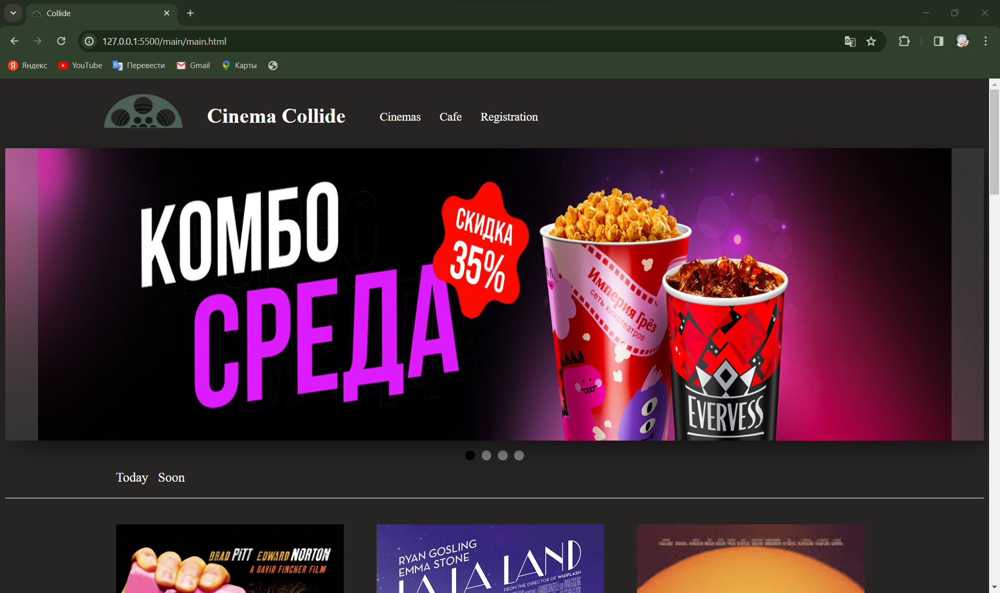 Collide
127.0.0.1:5500/main/main.html
Яндекс
YouTube
Перевести
Gmail
Карты
Cinema Collide
Cinemas
Cafe
Registration
КОМБО
СРЕДА
СКИДКА
35%
Империя Грёз
сеть кинотеатров
EVERVESS
Today
Soon
BRAD PITT EDWARD NORTON
A DAVID FINCHER FILM
RYAN GOSLING
EMMA STONE
LA LA LAND
FROM THE DIRECTOR OF WHIPLASH